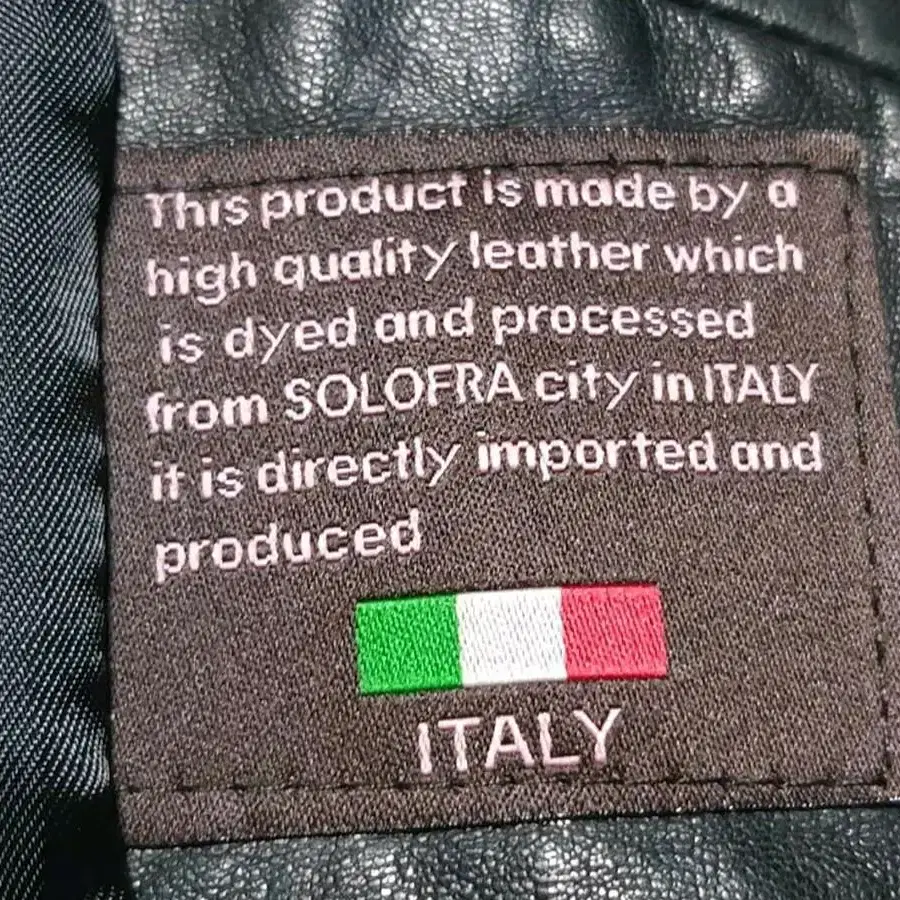 This product is made by a
high quality leather which
is dyed and processed
from SOLOFRA city in ITALY
it is directly imported and
produced
ITALY